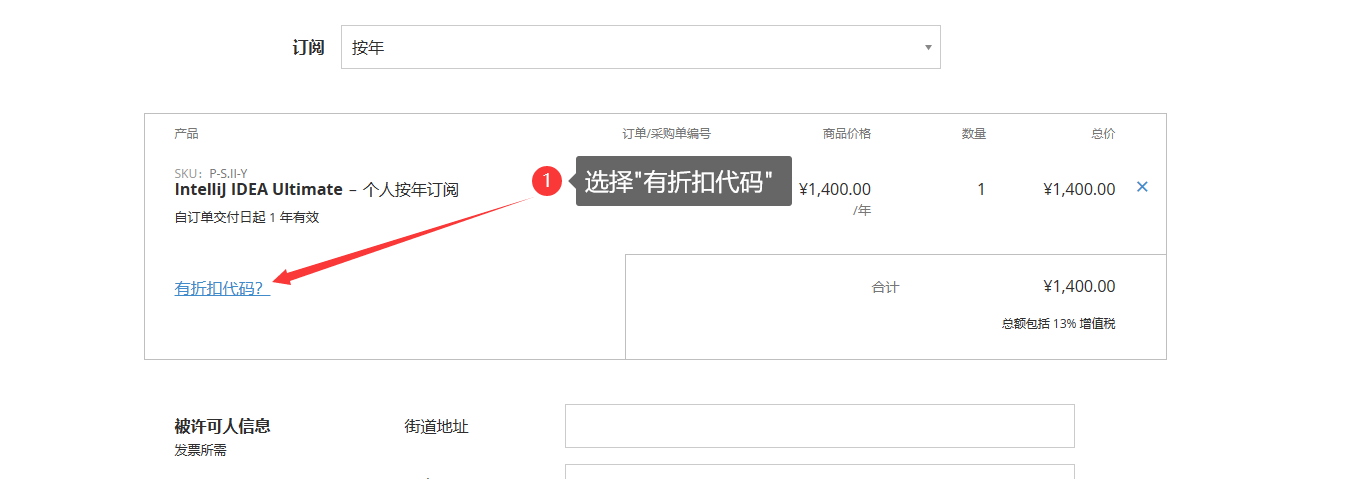 订阅 按年
产品 订单/采购单编号 商品价格 数量 总价
SKU: P-S.II-Y
IntelliJ IDEA Ultimate – 个人按年订阅 1 选择"有折扣代码" ¥1,400.00 1 ¥1,400.00 ×
/年
自订单交付日起 1 年有效
有折扣代码?
合计 ¥1,400.00
总额包括 13% 增值税
被许可人信息 街道地址
发票所需